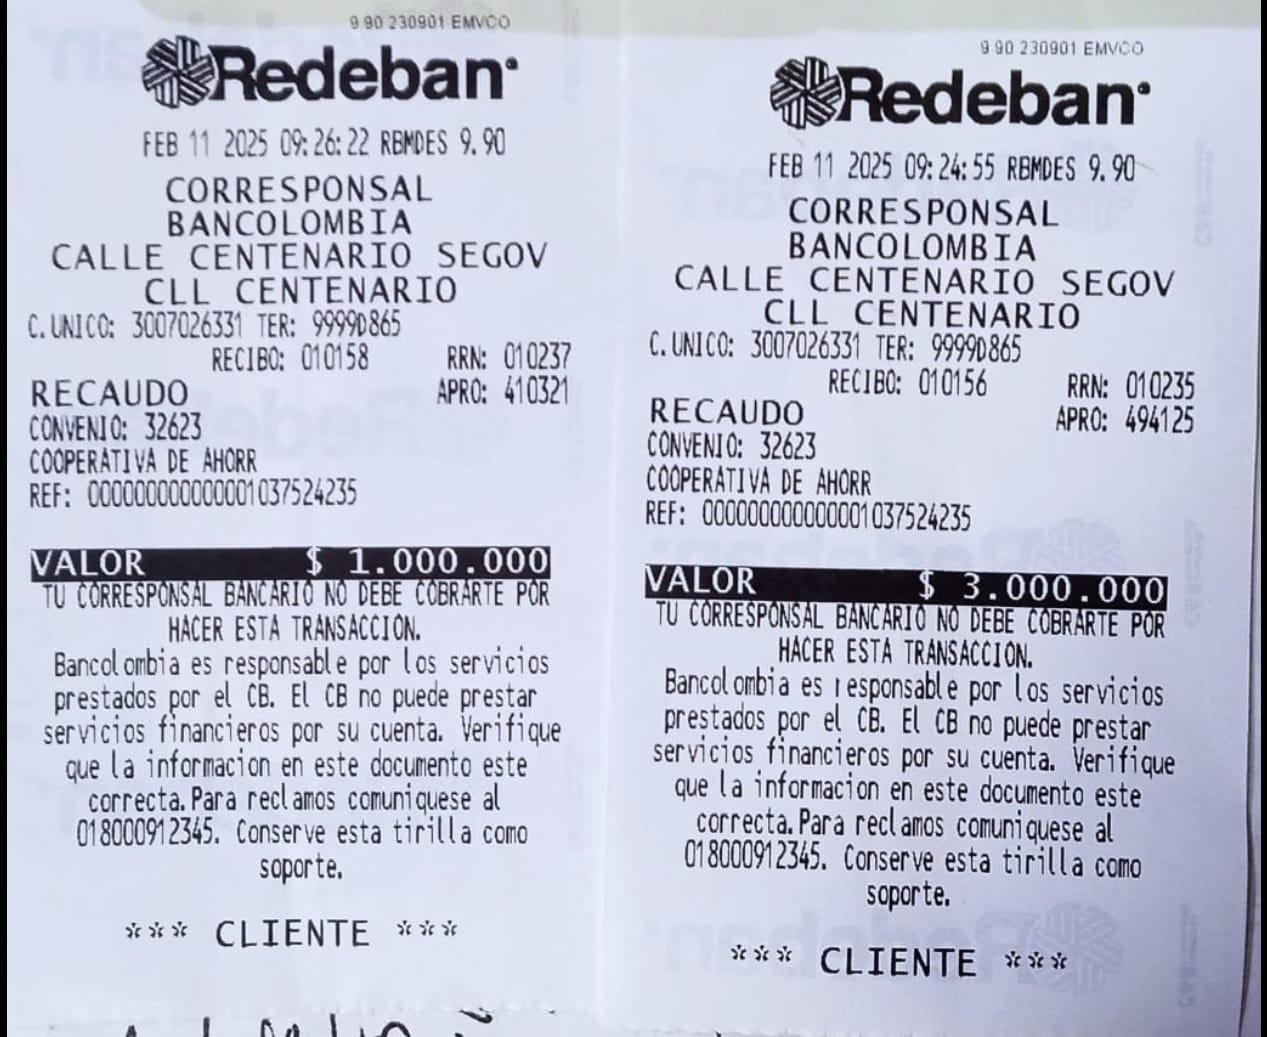 9 90 230901 EMVCO
Redeban
FEB 11 2025 09:26:22 RBMDES 9.90
CORRESPONSAL
BANCOLOMBIA
CALLE CENTENARIO SEGOV
CLL CENTENARIO
C.UNICO: 3007026331 TER: 9999D865
RECIBO: 010158 RRN: 010237
RECAUDO APRO: 410321
CONVENIO: 32623
COOPERATIVA DE AHORR
REF: 000000000000001037524235
VALOR $ 1.000.000
TU CORRESPONSAL BANCARIO NO DEBE COBRARTE POR
HACER ESTA TRANSACCION.
Bancolombia es responsable por los servicios
prestados por el CB. El CB no puede prestar
servicios financieros por su cuenta. Verifique
que la informacion en este documento este
correcta.Para reclamos comuniquese al
018000912345. Conserve esta tirilla como
soporte.
*** CLIENTE ***
9 90 230901 EMVCO
Redeban
FEB 11 2025 09:24:55 RBMDES 9.90
CORRESPONSAL
BANCOLOMBIA
CALLE CENTENARIO SEGOV
CLL CENTENARIO
C.UNICO: 3007026331 TER: 9999D865
RECIBO: 010156 RRN: 010235
RECAUDO APRO: 494125
CONVENIO: 32623
COOPERATIVA DE AHORR
REF: 000000000000001037524235
VALOR $ 3.000.000
TU CORRESPONSAL BANCARIO NO DEBE COBRARTE POR
HACER ESTA TRANSACCION.
Bancolombia es responsable por los servicios
prestados por el CB. El CB no puede prestar
servicios financieros por su cuenta. Verifique
que la informacion en este documento este
correcta.Para reclamos comuniquese al
018000912345. Conserve esta tirilla como
soporte.
*** CLIENTE ***